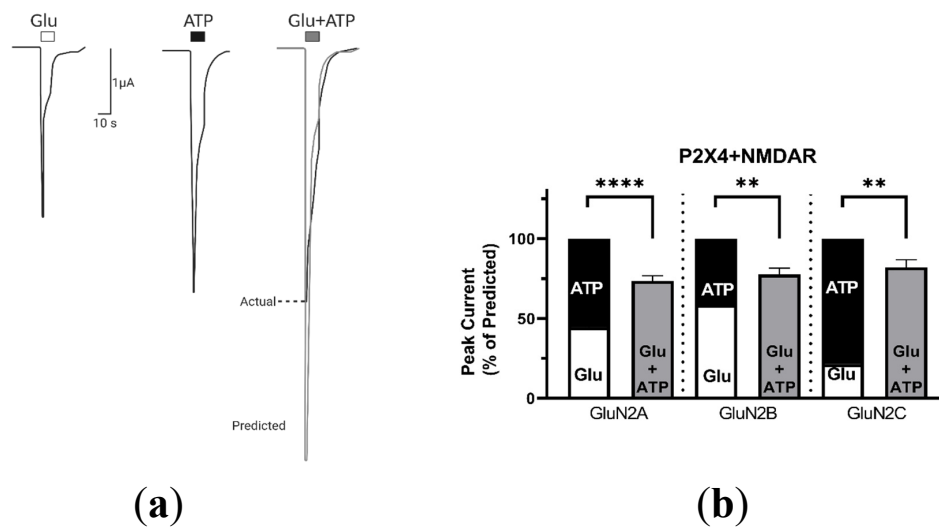 Glu
ATP
Glu+ATP
1μA
10 s
Actual
Predicted
(a)
P2X4+NMDAR
**** ** **
Peak Current
(% of Predicted)
100
50
0
ATP
Glu
Glu
+
ATP
ATP
Glu
Glu
+
ATP
ATP
Glu
Glu
+
ATP
GluN2A GluN2B GluN2C
(b)